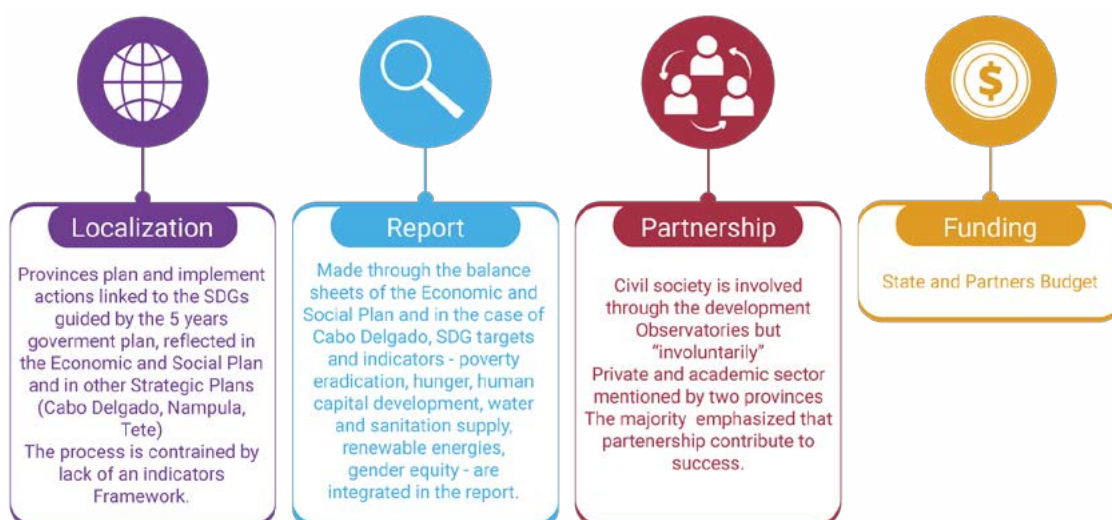 Localization
Provinces plan and implement
actions linked to the SDGs
guided by the 5 years
goverment plan, reflected in
the Economic and Social Plan
and in other Strategic Plans
(Cabo Delgado, Nampula,
Tete)
The process is contrained by
lack of an indicators
Framework.
Report
Made through the balance
sheets of the Economic and
Social Plan and in the case of
Cabo Delgado, SDG targets
and indicators - poverty
eradication, hunger, human
capital development, water
and sanitation supply,
renewable energies,
gender equity - are
integrated in the report.
Partnership
Civil society is involved
through the development
Observatories but
“involuntarily”
Private and academic sector
mentioned by two provinces
The majority emphasized that
partenership contribute to
success.
$
Funding
State and Partners Budget